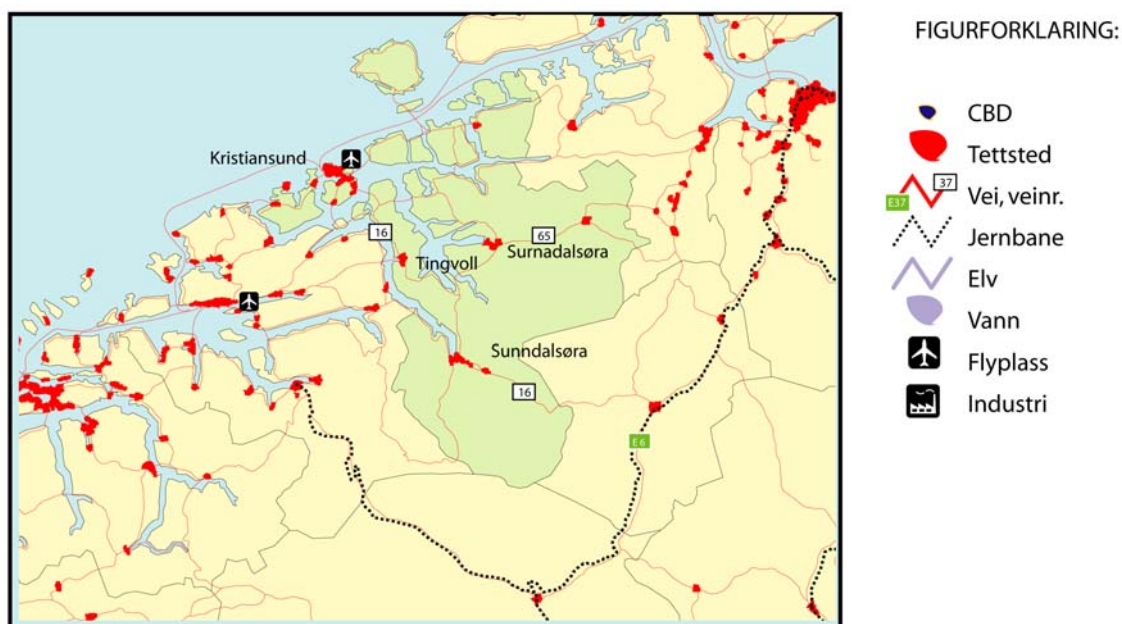 FIGURFORKLARING:
CBD
Tettsted
E37
37
Vei, veinr.
Jernbane
Elv
Vann
Flyplass
Industri
Kristiansund
16
65
Surnadalsøra
Tingvoll
Sunndalsøra
16
E 6